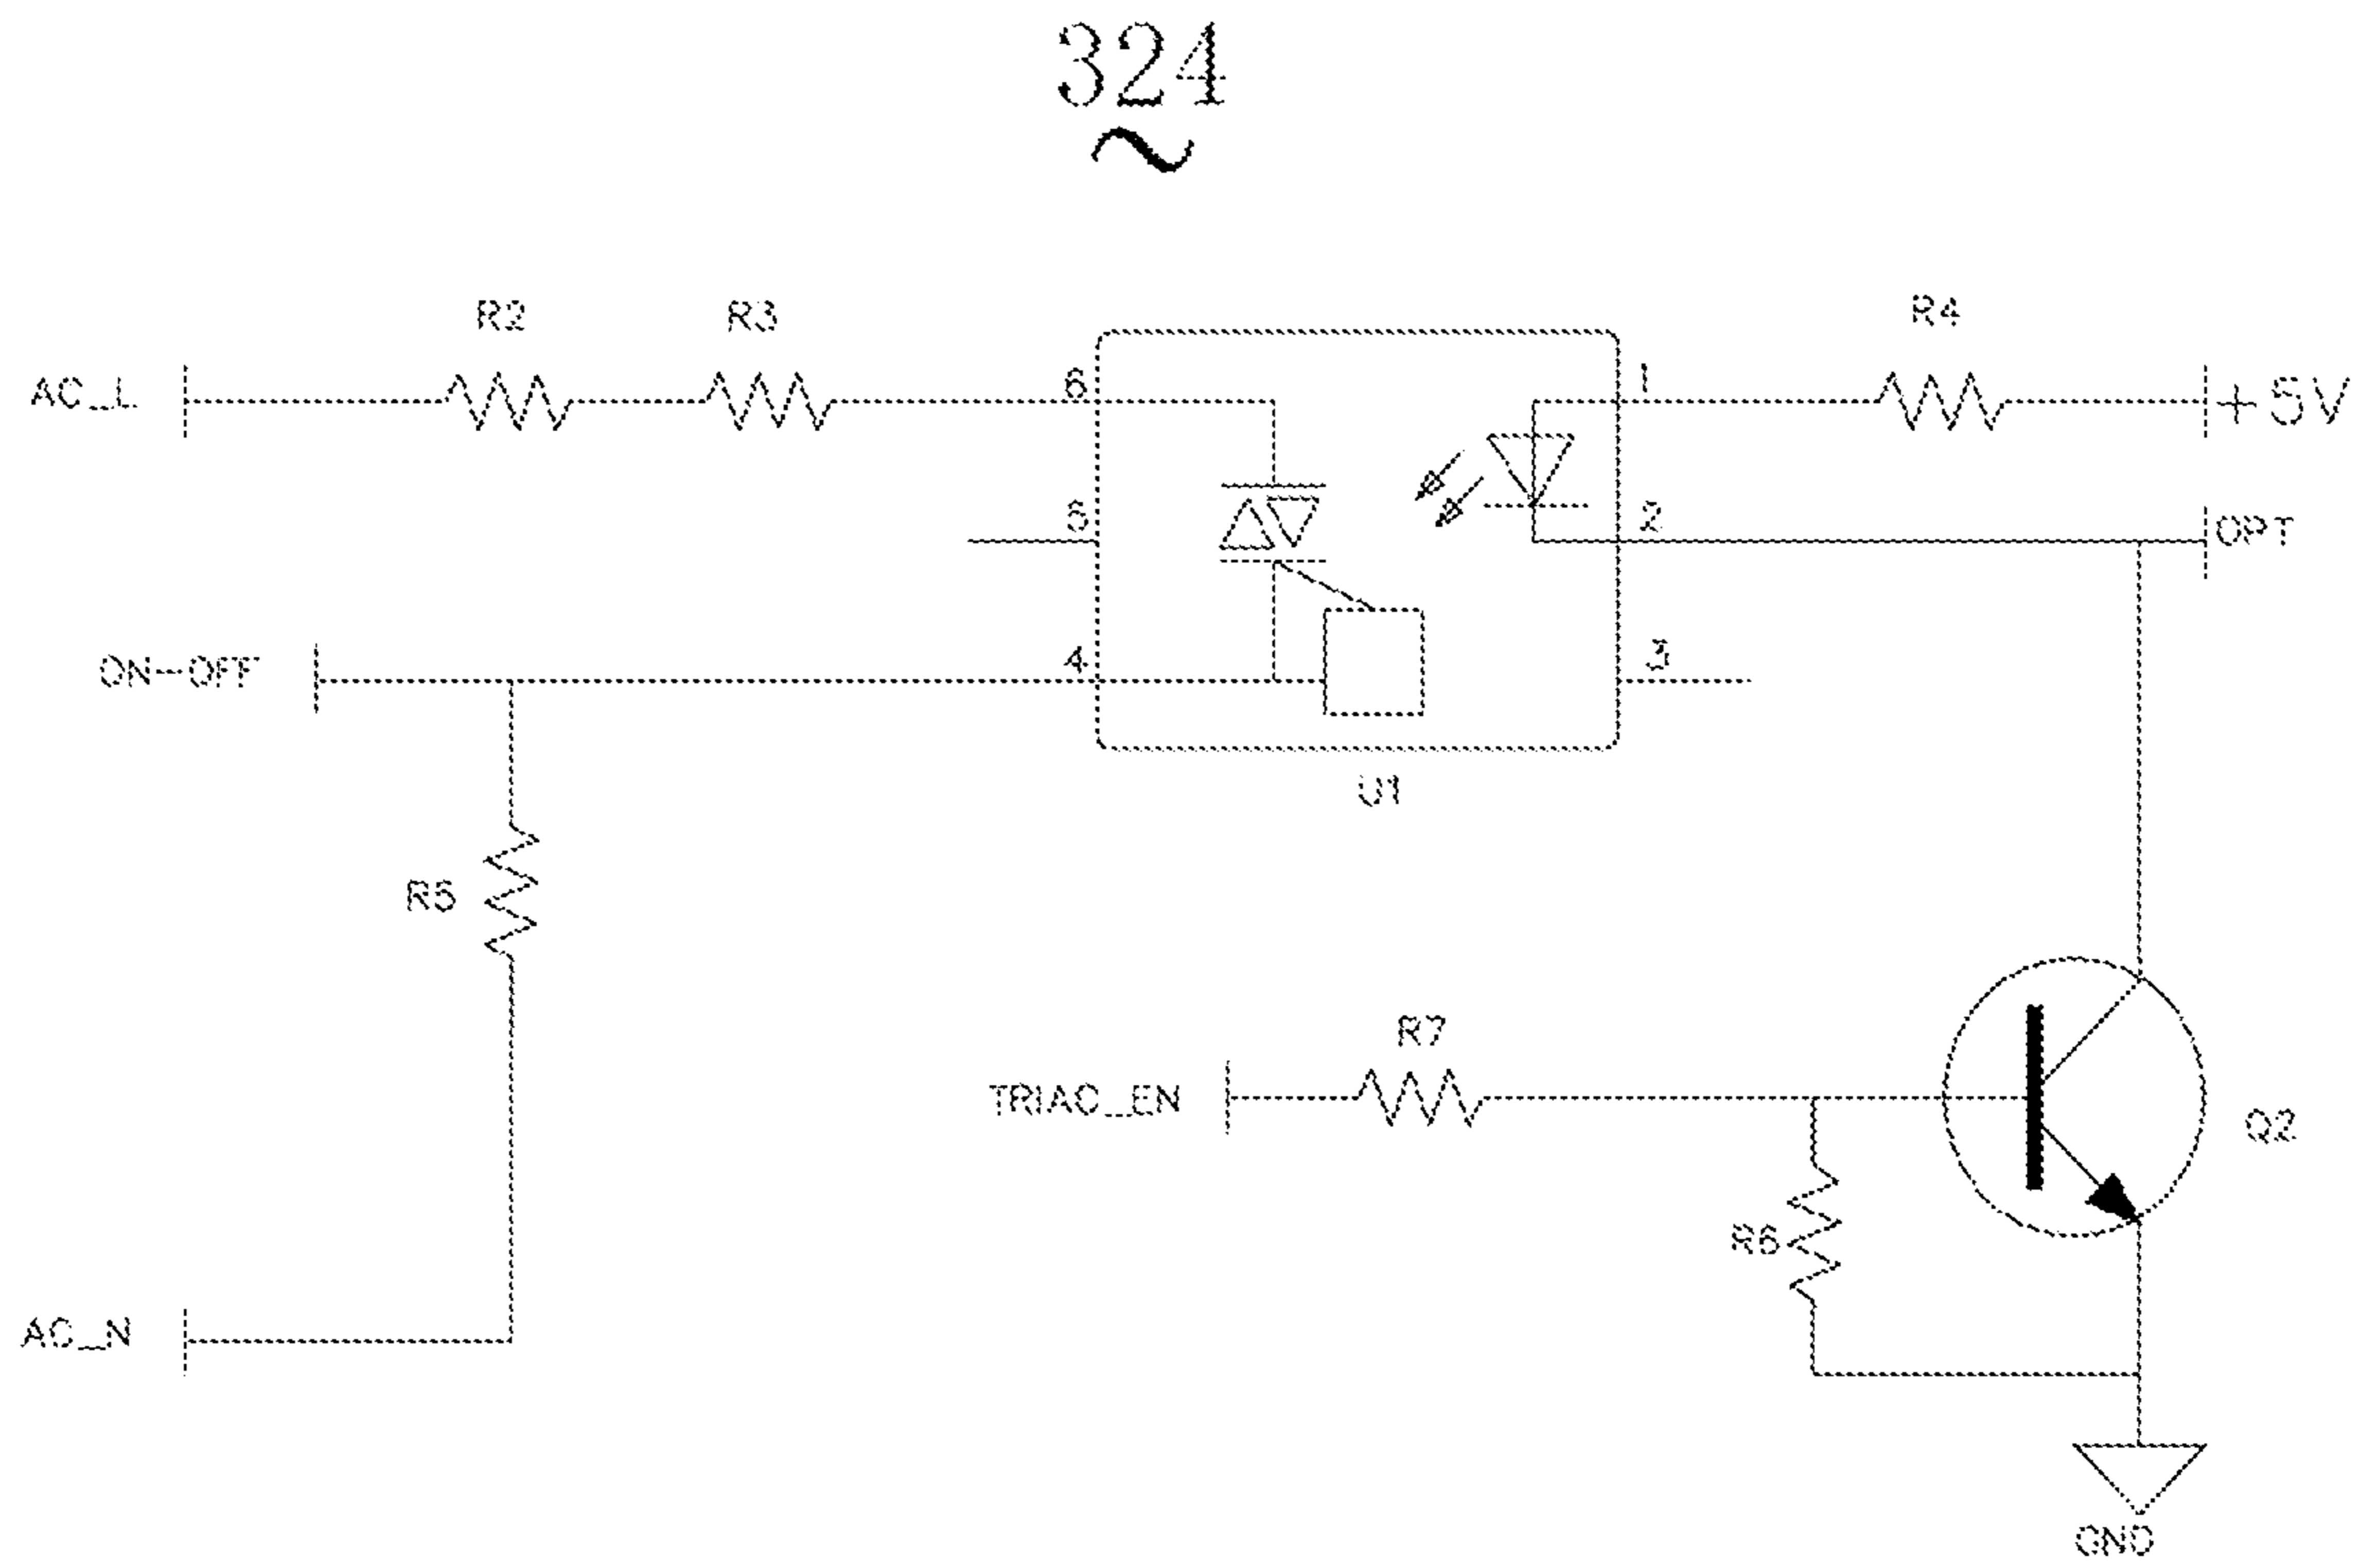 324
R2 R3 R4
AC_L 6 1 +5V
5 2 OPT
ON-OFF 4 3
U1
R5
R7
TRIAC_EN Q2
R6
AC_N
GND